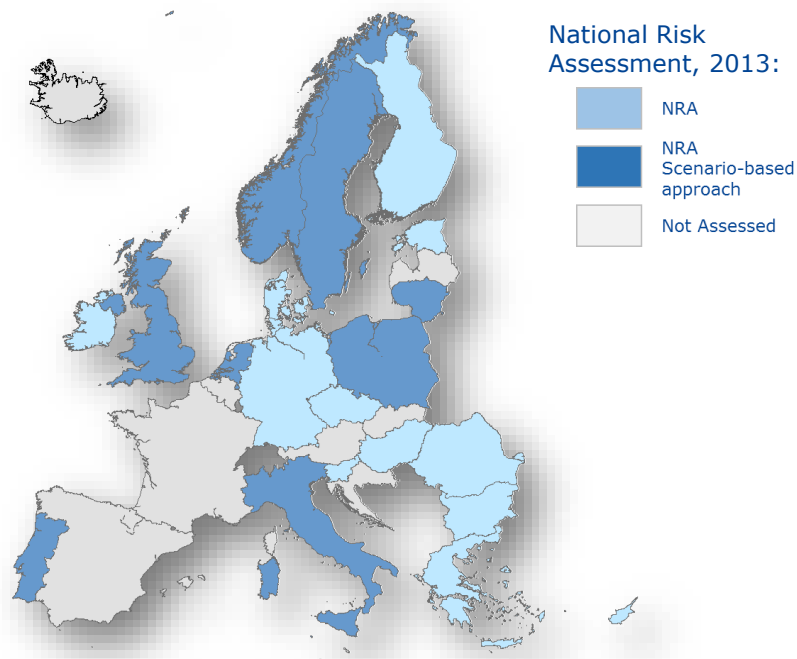 National Risk
Assessment, 2013:
NRA
NRA
Scenario-based
approach
Not Assessed